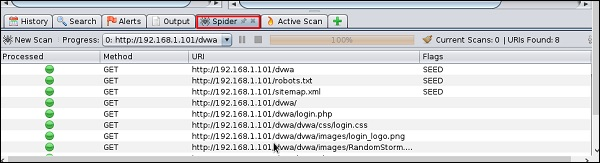 History Search Alerts Output Spider Active Scan
New Scan Progress: 0: http://192.168.1.101/dvwa 100% Current Scans: 0 URIs Found: 8
Processed Method URI Flags
GET http://192.168.1.101/dvwa SEED
GET http://192.168.1.101/robots.txt SEED
GET http://192.168.1.101/sitemap.xml SEED
GET http://192.168.1.101/dvwa/
GET http://192.168.1.101/dvwa/login.php
GET http://192.168.1.101/dvwa/dvwa/css/login.css
GET http://192.168.1.101/dvwa/dvwa/images/login_logo.png
GET http://192.168.1.101/dvwa/dvwa/images/RandomStorm....